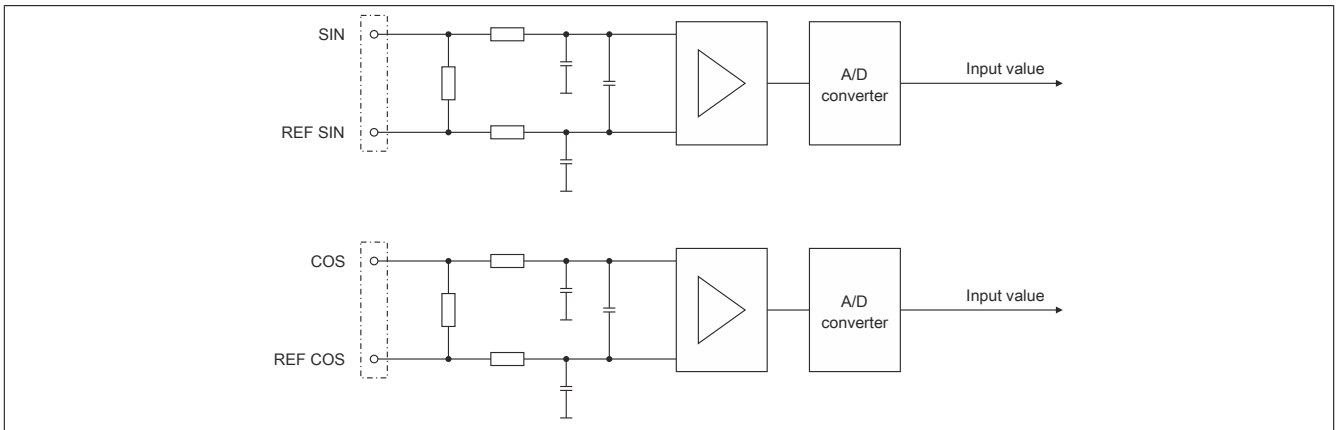 SIN
REF SIN
A/D
converter
Input value
COS
REF COS
A/D
converter
Input value